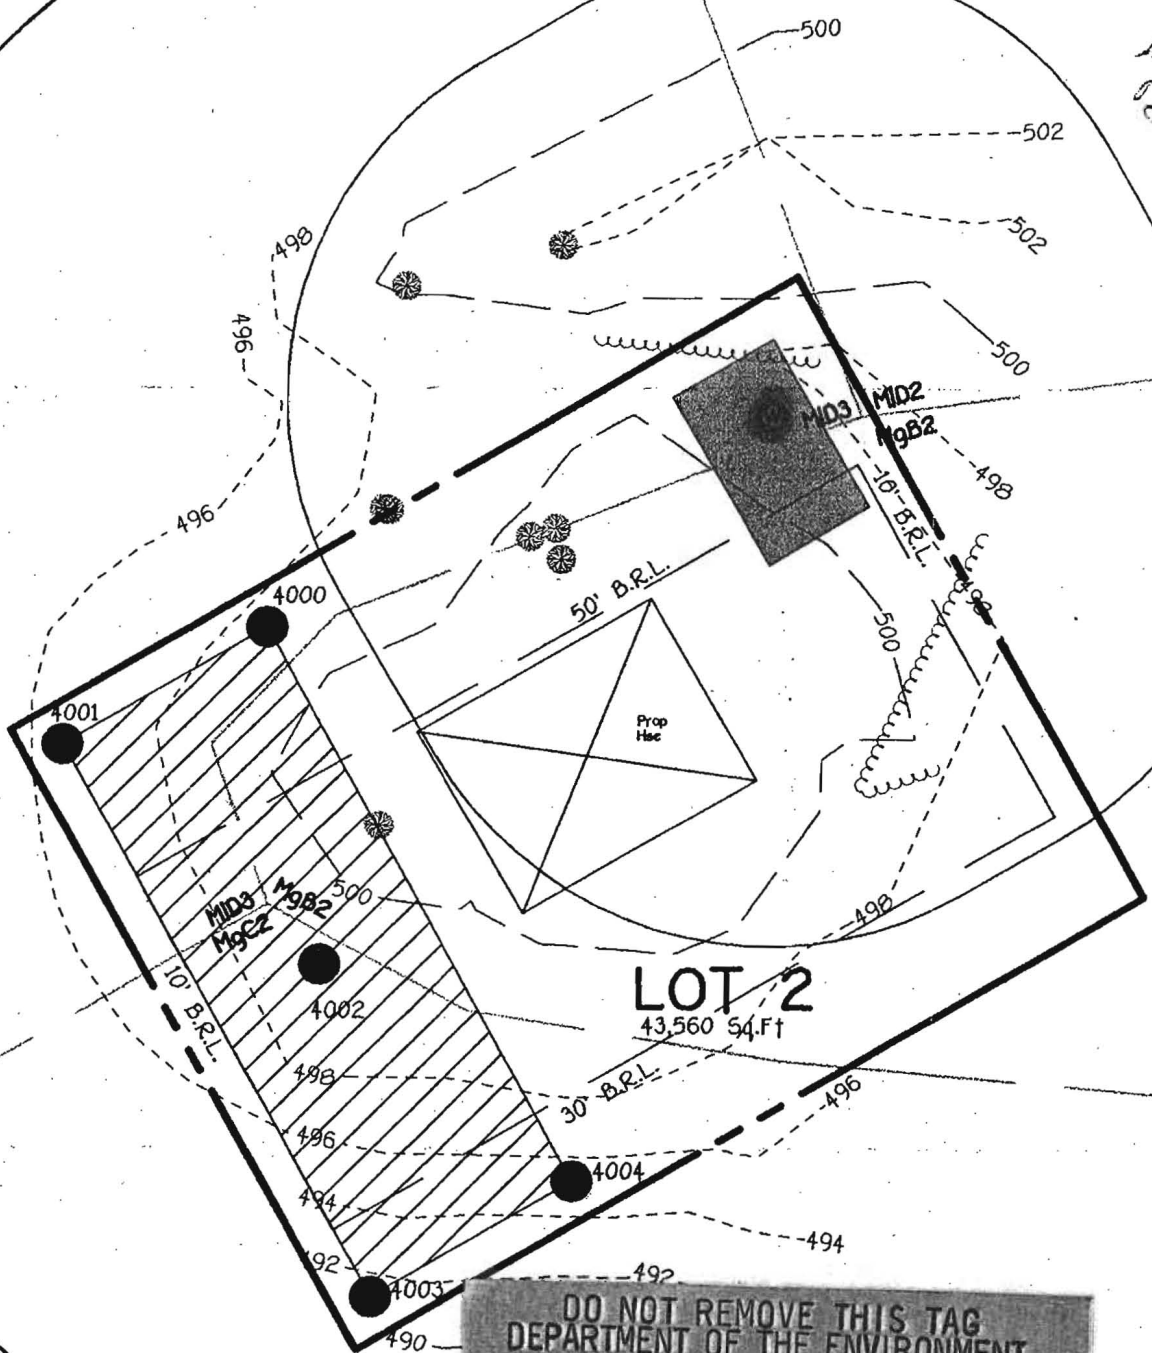 500
502
498
502
496
500
MID2
MID3
MgB2
498
496
16' B.R.L.
50' B.R.L.
4000
498
500
4001
Prop
Hse
MgB2
500
MID3
MgC2
498
10' B.R.L.
LOT 2
4002
43,560 Sq.Ft
498
30' B.R.L.
496
496
4004
494
494
492
492
4003
DO NOT REMOVE THIS TAG
490
DEPARTMENT OF THE ENVIRONMENT